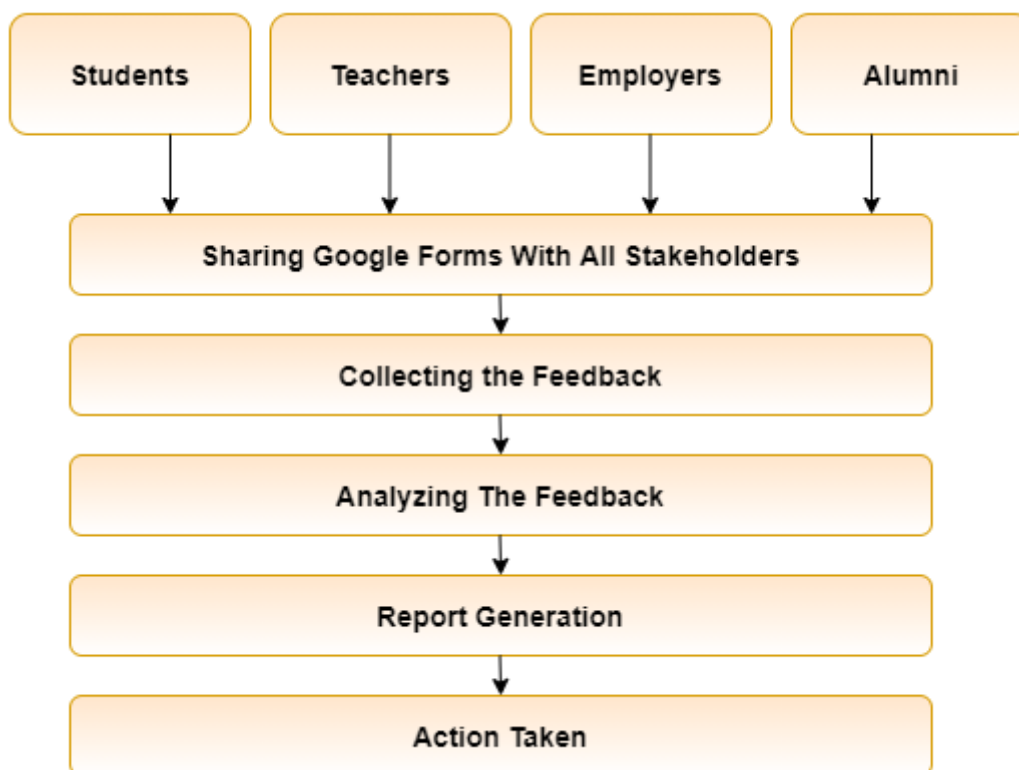 Students
Teachers
Employers
Alumni
Sharing Google Forms With All Stakeholders
Collecting the Feedback
Analyzing The Feedback
Report Generation
Action Taken